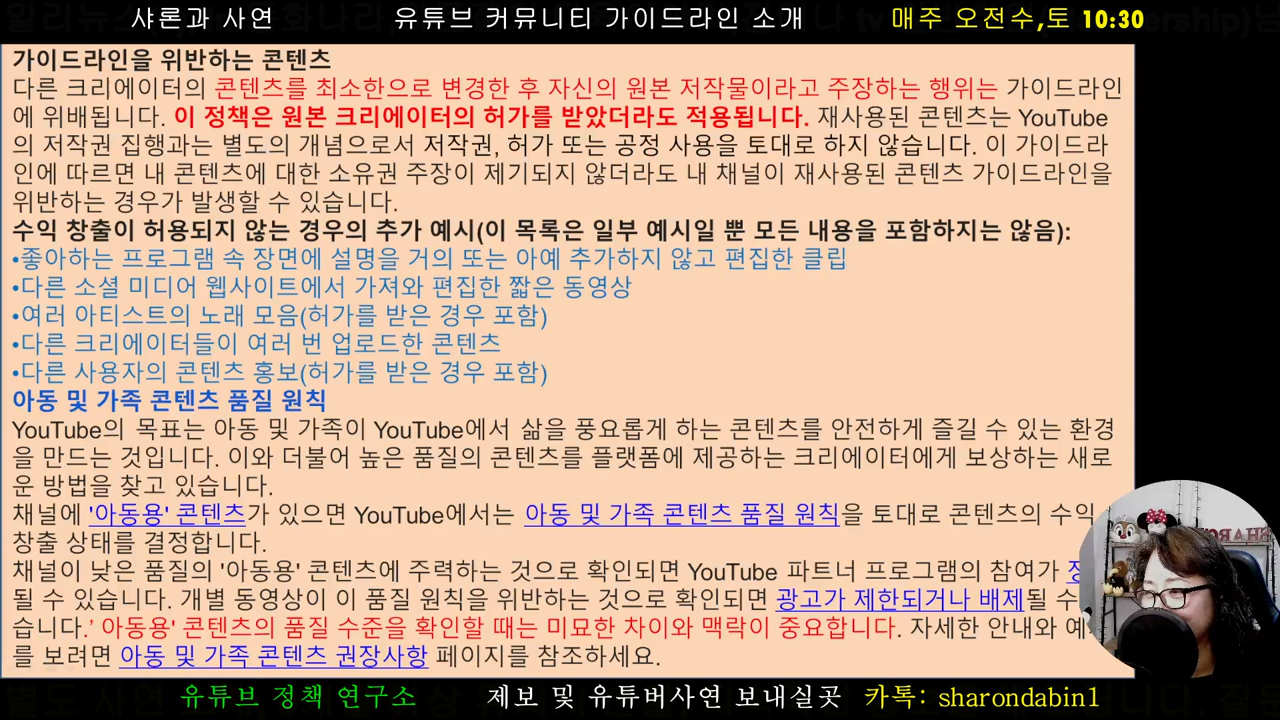 샤론과 사연 유튜브 커뮤니티 가이드라인 소개 매주 오전수,토 10:30
가이드라인을 위반하는 콘텐츠
다른 크리에이터의 콘텐츠를 최소한으로 변경한 후 자신의 원본 저작물이라고 주장하는 행위는 가이드라인
에 위배됩니다. 이 정책은 원본 크리에이터의 허가를 받았더라도 적용됩니다. 재사용된 콘텐츠는 YouTube
의 저작권 집행과는 별도의 개념으로서 저작권, 허가 또는 공정 사용을 토대로 하지 않습니다. 이 가이드라
인에 따르면 내 콘텐츠에 대한 소유권 주장이 제기되지 않더라도 내 채널이 재사용된 콘텐츠 가이드라인을
위반하는 경우가 발생할 수 있습니다.
수익 창출이 허용되지 않는 경우의 추가 예시(이 목록은 일부 예시일 뿐 모든 내용을 포함하지는 않음):
•좋아하는 프로그램 속 장면에 설명을 거의 또는 아예 추가하지 않고 편집한 클립
•다른 소셜 미디어 웹사이트에서 가져와 편집한 짧은 동영상
•여러 아티스트의 노래 모음(허가를 받은 경우 포함)
•다른 크리에이터들이 여러 번 업로드한 콘텐츠
•다른 사용자의 콘텐츠 홍보(허가를 받은 경우 포함)
아동 및 가족 콘텐츠 품질 원칙
YouTube의 목표는 아동 및 가족이 YouTube에서 삶을 풍요롭게 하는 콘텐츠를 안전하게 즐길 수 있는 환경
을 만드는 것입니다. 이와 더불어 높은 품질의 콘텐츠를 플랫폼에 제공하는 크리에이터에게 보상하는 새로
운 방법을 찾고 있습니다.
채널에 '아동용' 콘텐츠가 있으면 YouTube에서는 아동 및 가족 콘텐츠 품질 원칙을 토대로 콘텐츠의 수익
창출 상태를 결정합니다.
채널이 낮은 품질의 '아동용' 콘텐츠에 주력하는 것으로 확인되면 YouTube 파트너 프로그램의 참여가
될 수 있습니다. 개별 동영상이 이 품질 원칙을 위반하는 것으로 확인되면 광고가 제한되거나 배제될 수
습니다.’ 아동용' 콘텐츠의 품질 수준을 확인할 때는 미묘한 차이와 맥락이 중요합니다. 자세한 안내와
를 보려면 아동 및 가족 콘텐츠 권장사항 페이지를 참조하세요.
유튜브 정책 연구소 제보 및 유튜버사연 보내실곳 카톡: sharondabin1